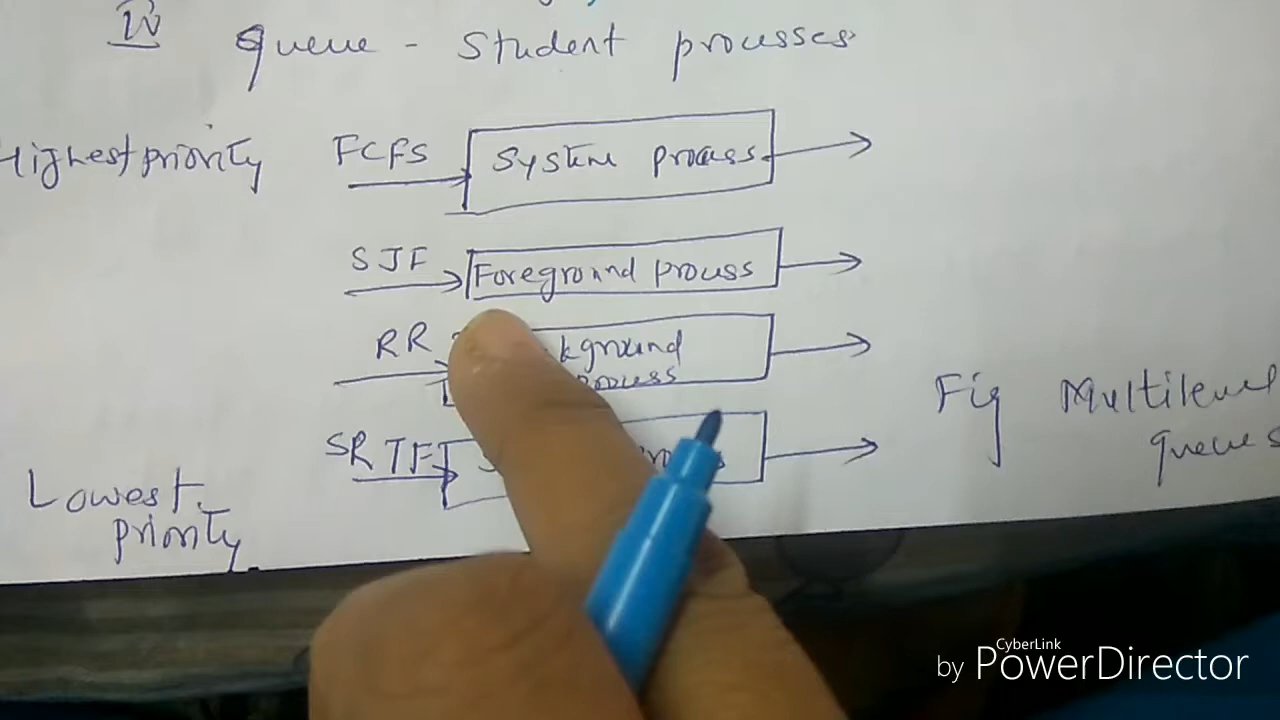 IV Queue - Student processes
Highest priority FCFS System process
SJF Foreground process
RR kground
process
SRTF
Fig Multilevel
queues
Lowest
priority
CyberLink
by PowerDirector